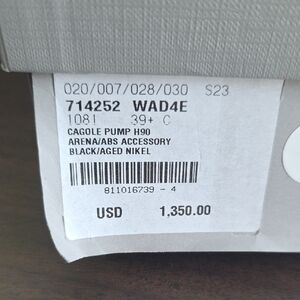 020/007/028/030 S23
714252 WAD4E
1081 39+ C
CAGOLE PUMP H90
ARENA/ABS ACCESSORY
BLACK/AGED NIKEL
811016739 - 4
USD 1,350.00